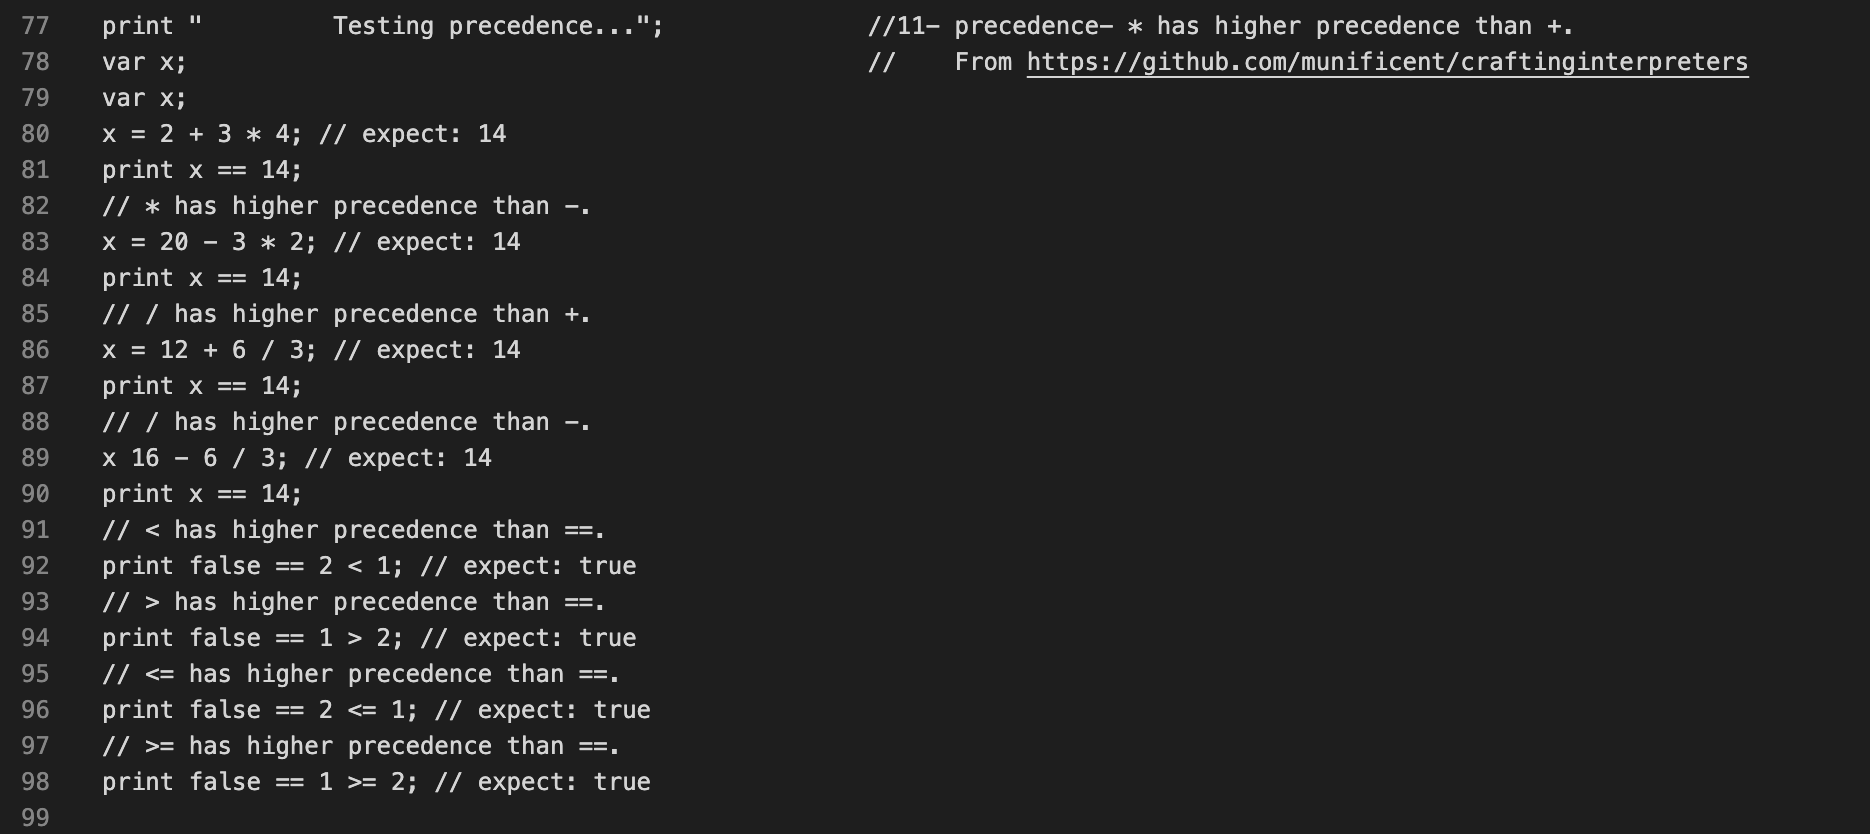 77 print "         Testing precedence...";              //11- precedence- * has higher precedence than +.
78 var x;                                               //    From https://github.com/munificent/craftinginterpreters
79 var x;
80 x = 2 + 3 * 4; // expect: 14
81 print x == 14;
82 // * has higher precedence than -.
83 x = 20 - 3 * 2; // expect: 14
84 print x == 14;
85 // / has higher precedence than +.
86 x = 12 + 6 / 3; // expect: 14
87 print x == 14;
88 // / has higher precedence than -.
89 x 16 - 6 / 3; // expect: 14
90 print x == 14;
91 // < has higher precedence than ==.
92 print false == 2 < 1; // expect: true
93 // > has higher precedence than ==.
94 print false == 1 > 2; // expect: true
95 // <= has higher precedence than ==.
96 print false == 2 <= 1; // expect: true
97 // >= has higher precedence than ==.
98 print false == 1 >= 2; // expect: true
99